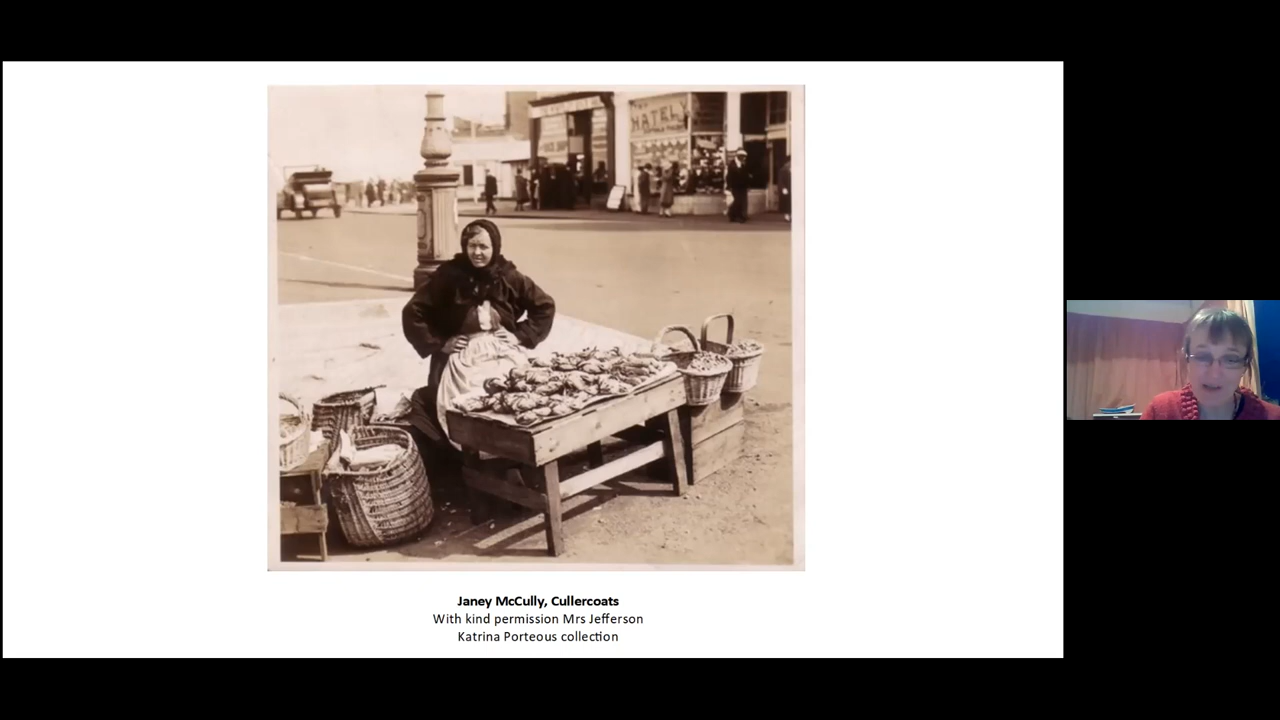 HATELY
Janey McCully, Cullercoats
With kind permission Mrs Jefferson
Katrina Porteous collection